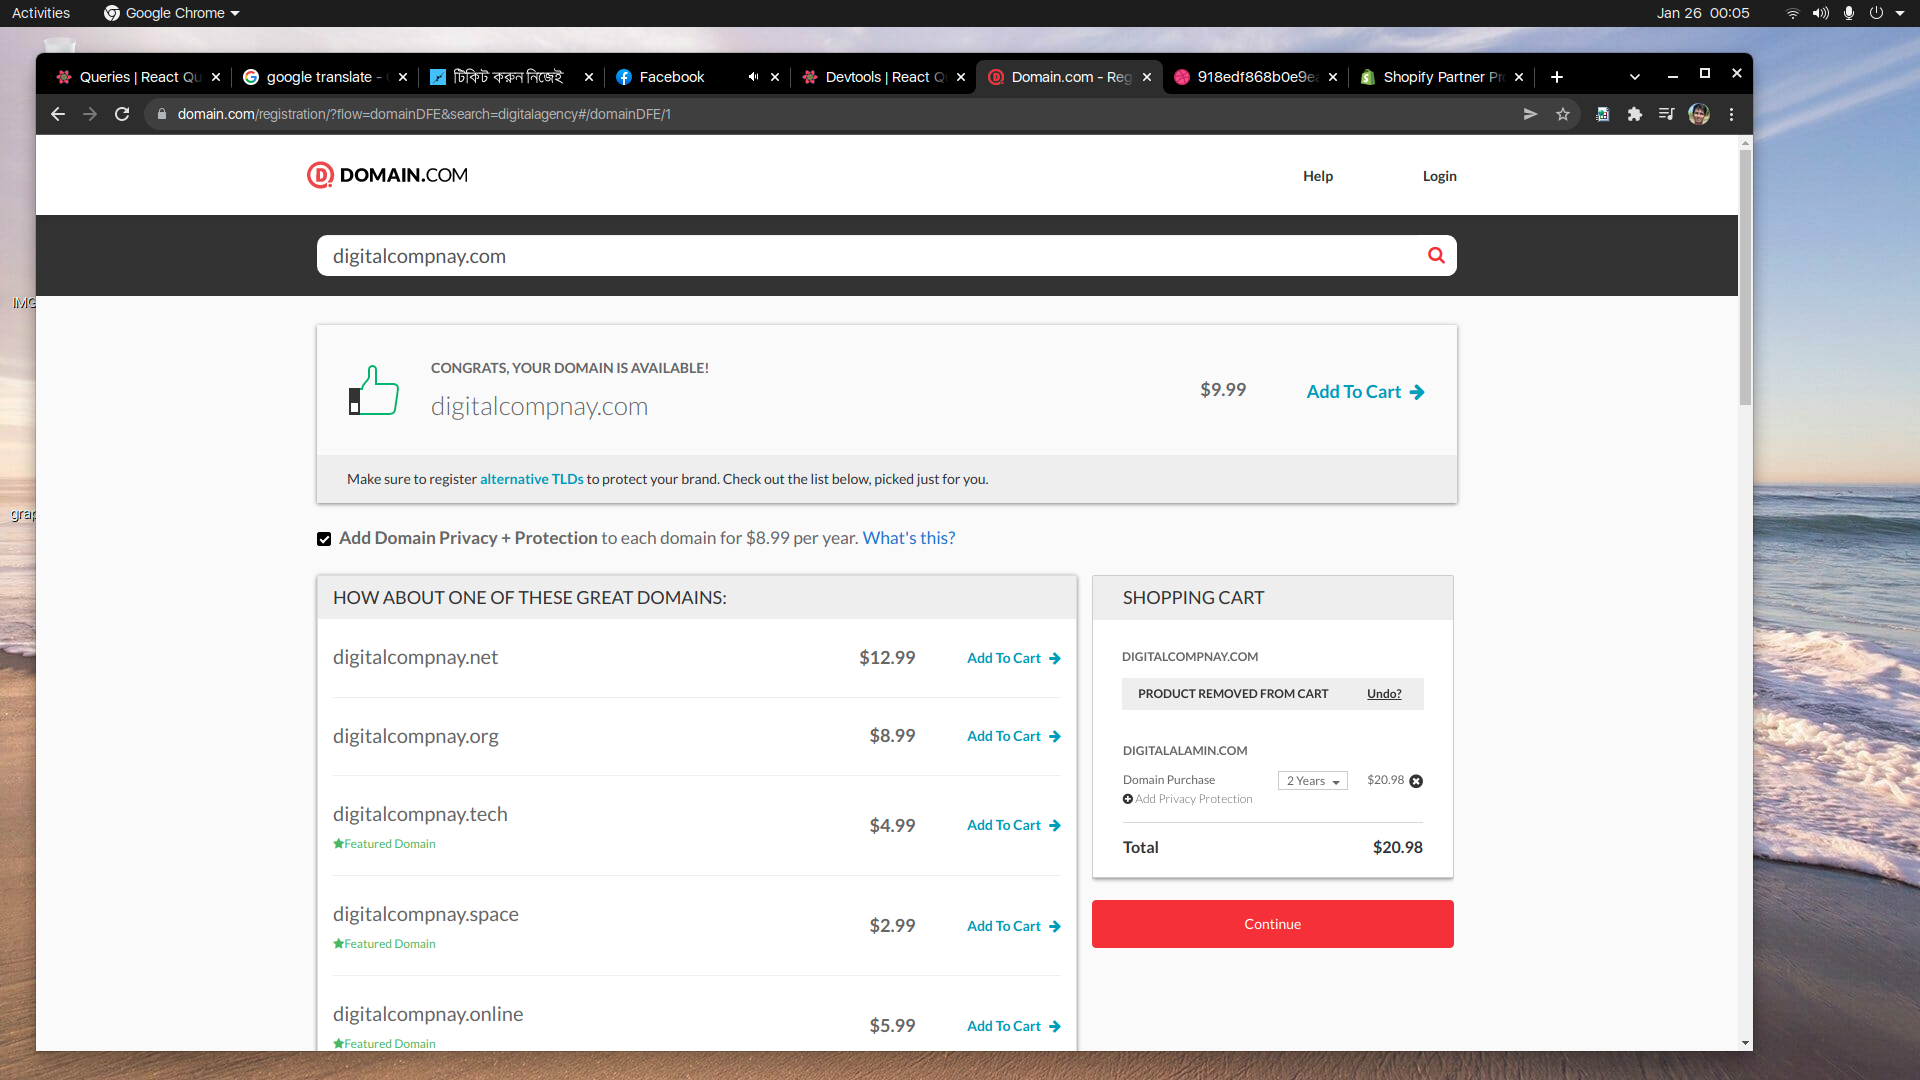 Activities
Google Chrome
Jan 26 00:05
Queries | React Qu
google translate -
টিকিট করুন নিজেই
Facebook
Devtools | React Q
Domain.com - Reg
918edf868b0e9ea
Shopify Partner Pr
domain.com/registration/?flow=domainDFE&search=digitalagency#/domainDFE/1
DOMAIN.COM
Help
Login
digitalcompnay.com
IMG
CONGRATS, YOUR DOMAIN IS AVAILABLE!
digitalcompnay.com
$9.99
Add To Cart
Make sure to register alternative TLDs to protect your brand. Check out the list below, picked just for you.
grap
Add Domain Privacy + Protection to each domain for $8.99 per year. What's this?
HOW ABOUT ONE OF THESE GREAT DOMAINS:
digitalcompnay.net
$12.99
Add To Cart
digitalcompnay.org
$8.99
Add To Cart
digitalcompnay.tech
Featured Domain
$4.99
Add To Cart
digitalcompnay.space
Featured Domain
$2.99
Add To Cart
digitalcompnay.online
Featured Domain
$5.99
Add To Cart
SHOPPING CART
DIGITALCOMPNAY.COM
PRODUCT REMOVED FROM CART Undo?
DIGITALALAMIN.COM
Domain Purchase 2 Years $20.98
Add Privacy Protection
Total $20.98
Continue